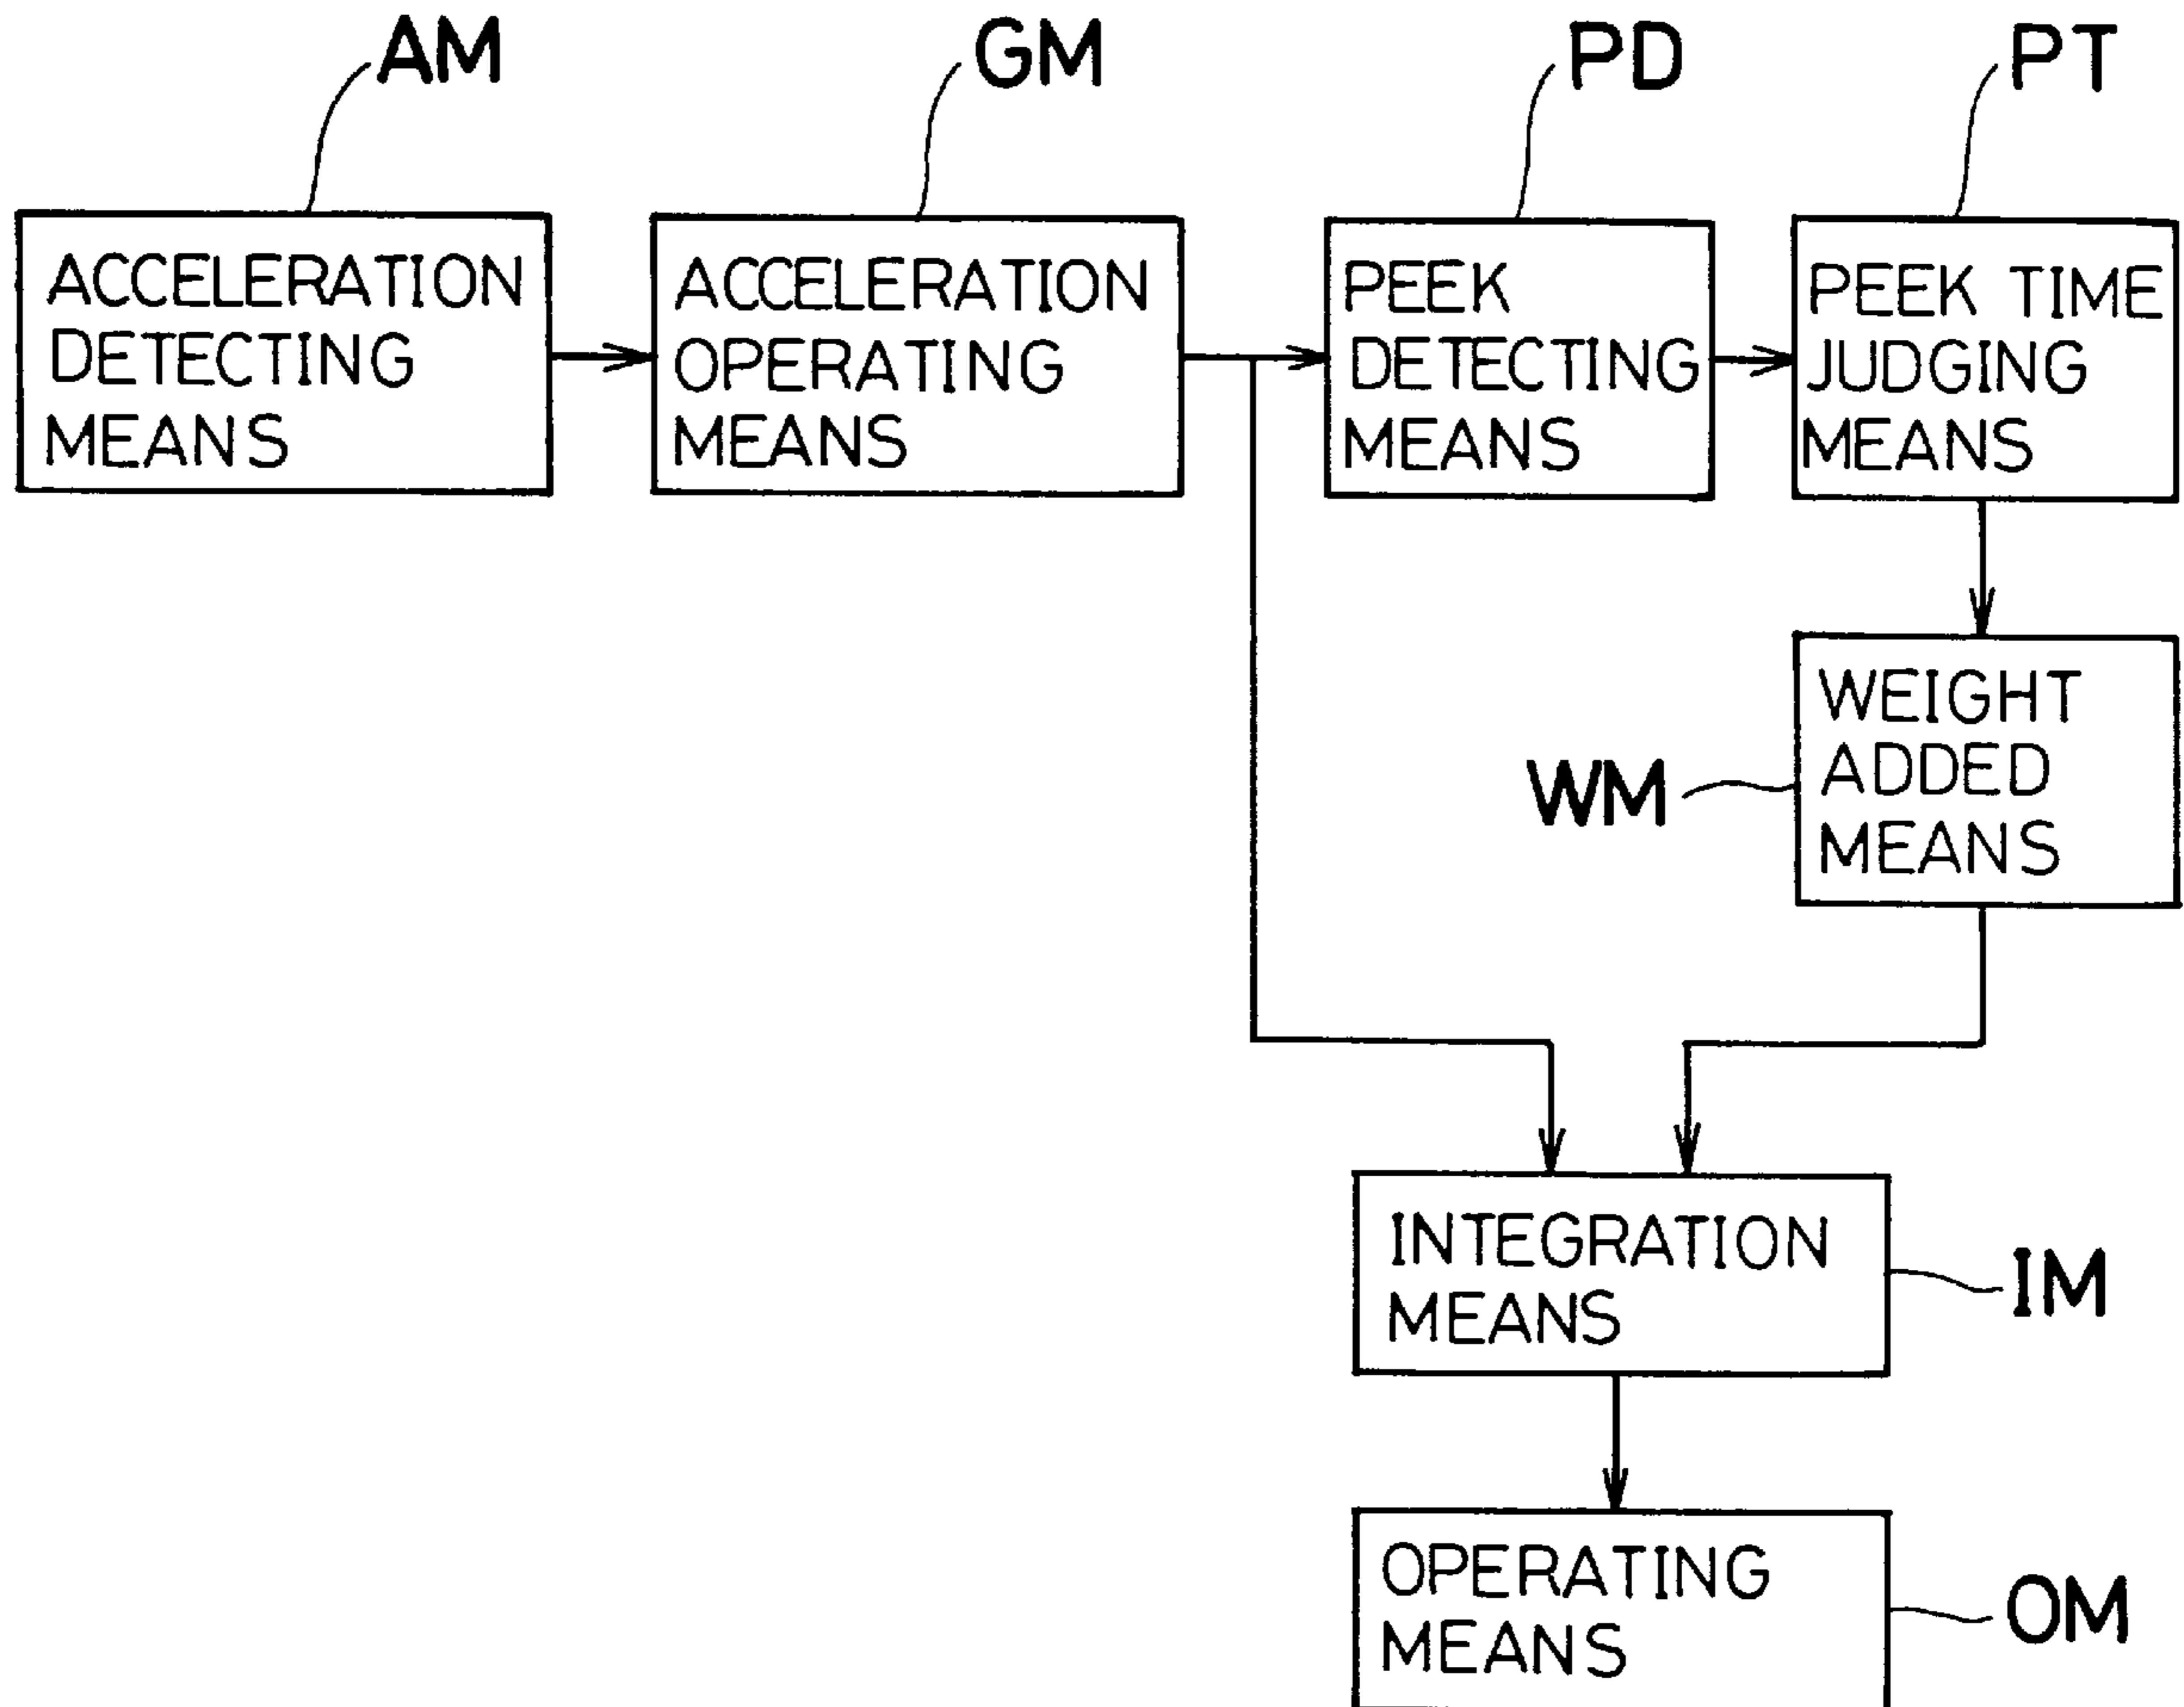 AM
GM
PD
PT
ACCELERATION
DETECTING
MEANS
ACCELERATION
OPERATING
MEANS
PEEK
DETECTING
MEANS
PEEK TIME
JUDGING
MEANS
WM
WEIGHT
ADDED
MEANS
INTEGRATION
MEANS
IM
OPERATING
MEANS
OM